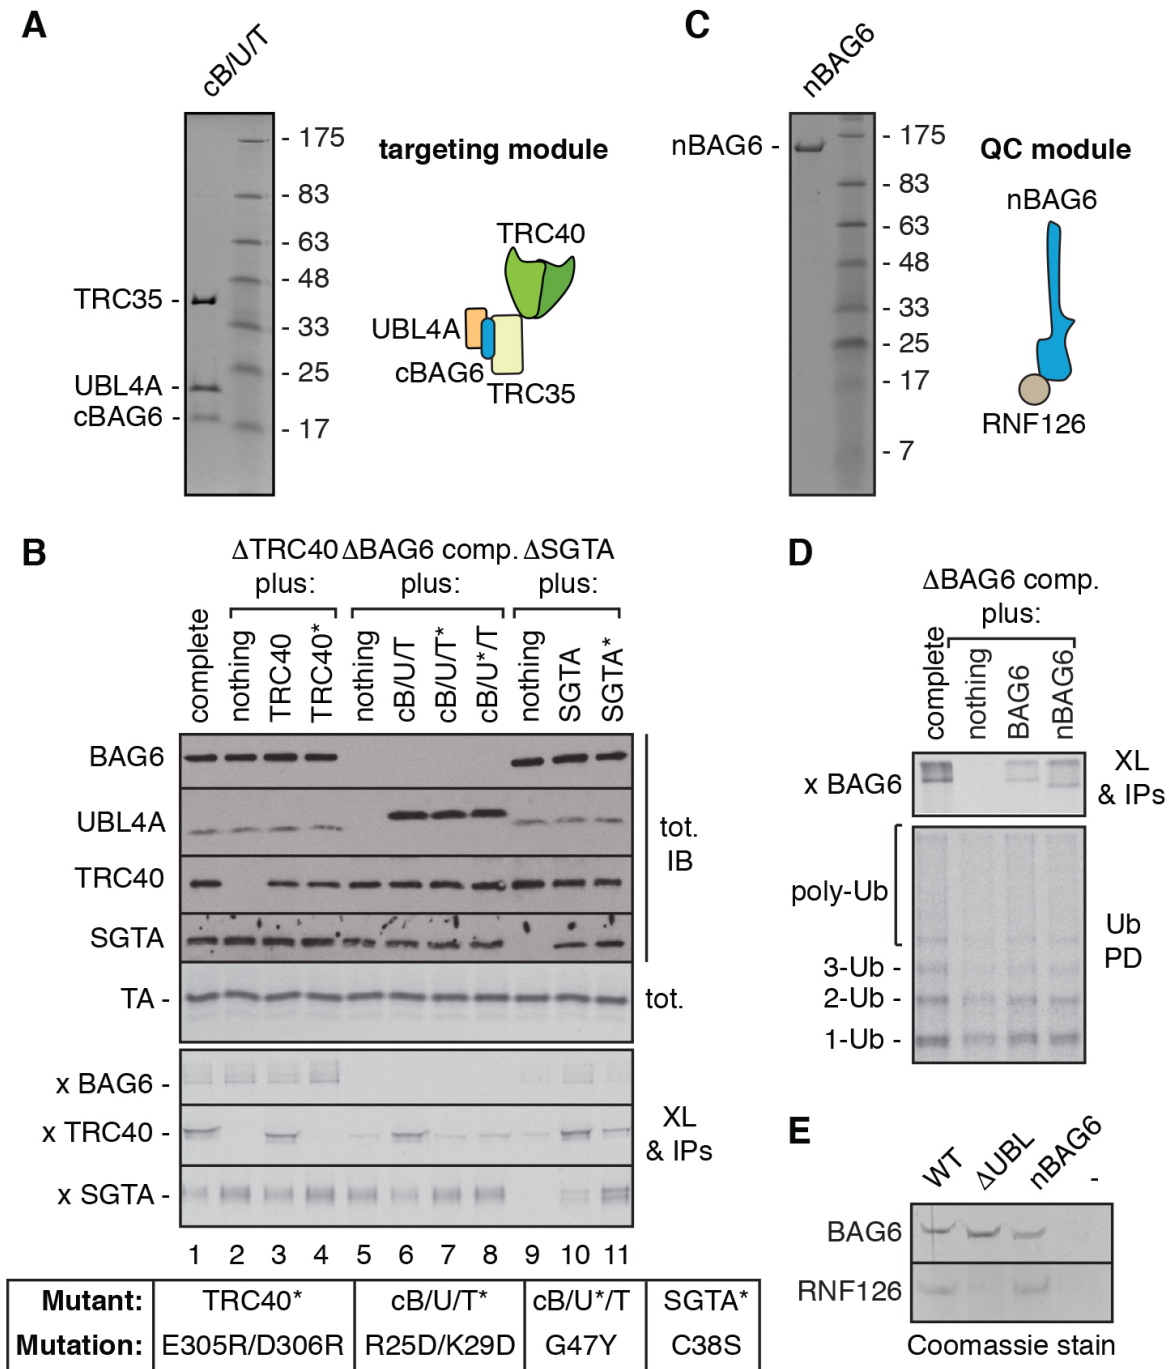 A
cB/U/T
- 175
- 83
- 63
- 48
- 33
- 25
- 17
TRC35 -
UBL4A -
cBAG6 -
targeting module
TRC40
UBL4A
cBAG6
TRC35
C
nBAG6
nBAG6 -
- 175
- 83
- 63
- 48
- 33
- 25
- 17
- 7
QC module
nBAG6
RNF126
B
ΔTRC40 ΔBAG6 comp. ΔSGTA
plus: plus: plus:
complete
nothing
TRC40
TRC40*
nothing
cB/U/T
cB/U/T*
cB/U*/T
nothing
SGTA
SGTA*
BAG6
UBL4A
TRC40
SGTA
tot.
IB
TA - tot.
x BAG6 -
x TRC40 -
x SGTA -
XL
& IPs
1 2 3 4 5 6 7 8 9 10 11
Mutant: TRC40* cB/U/T* cB/U*/T SGTA*
Mutation: E305R/D306R R25D/K29D G47Y C38S
D
ΔBAG6 comp.
plus:
complete
nothing
BAG6
nBAG6
x BAG6
XL
& IPs
poly-Ub
3-Ub -
2-Ub -
1-Ub -
Ub
PD
E
WT ΔUBL nBAG6 -
BAG6
RNF126
Coomassie stain